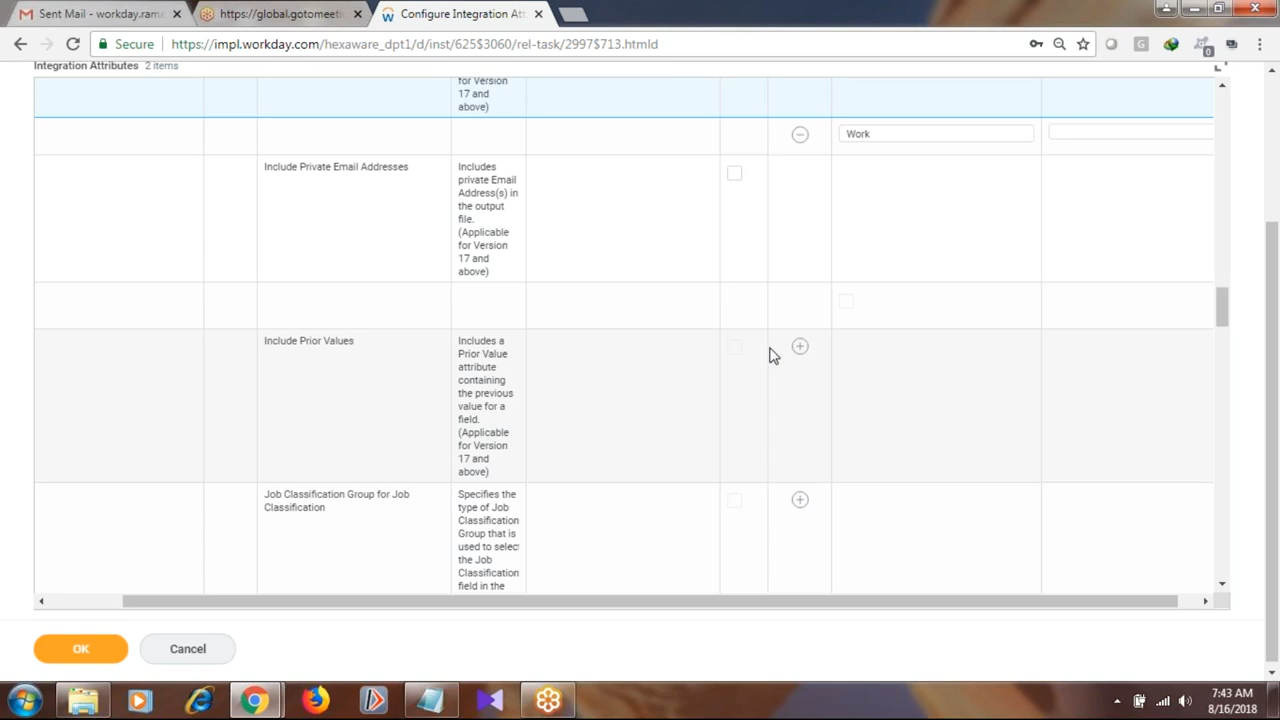 Sent Mail - workday.rame
https://global.gotomeeti
Configure Integration Att
Secure
https://impl.workday.com/hexaware_dpt1/d/inst/625$3060/rel-task/2997$713.htmld
Integration Attributes 2 items
for Version
17 and
above)
Work
Include Private Email Addresses
Includes
private Email
Address(s) in
the output
file.
(Applicable
for Version
17 and
above)
Include Prior Values
Includes a
Prior Value
attribute
containing
the previous
value for a
field.
(Applicable
for Version
17 and
above)
Job Classification Group for Job
Classification
Specifies the
type of Job
Classification
Group that is
used to select
the Job
Classification
field in the
OK
Cancel
7:43 AM
8/16/2018